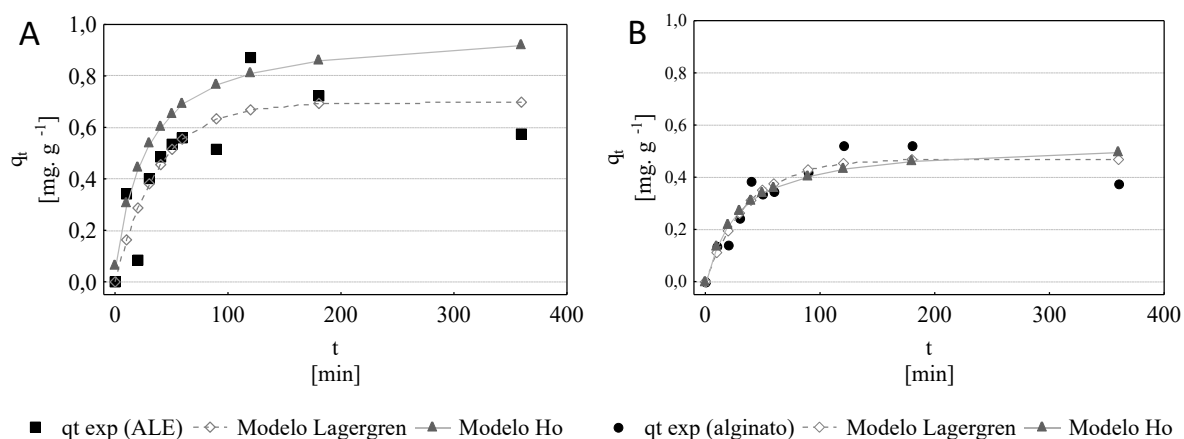 A
1,0
0,8
0,6
0,4
0,2
0,0
qt
[mg. g -1]
0 100 200 300 400
t
[min]
■ qt exp (ALE) Modelo Lagergren Modelo Ho
B
1,0
0,8
0,6
0,4
0,2
0,0
qt
[mg. g -1]
0 100 200 300 400
t
[min]
● qt exp (alginato) Modelo Lagergren Modelo Ho